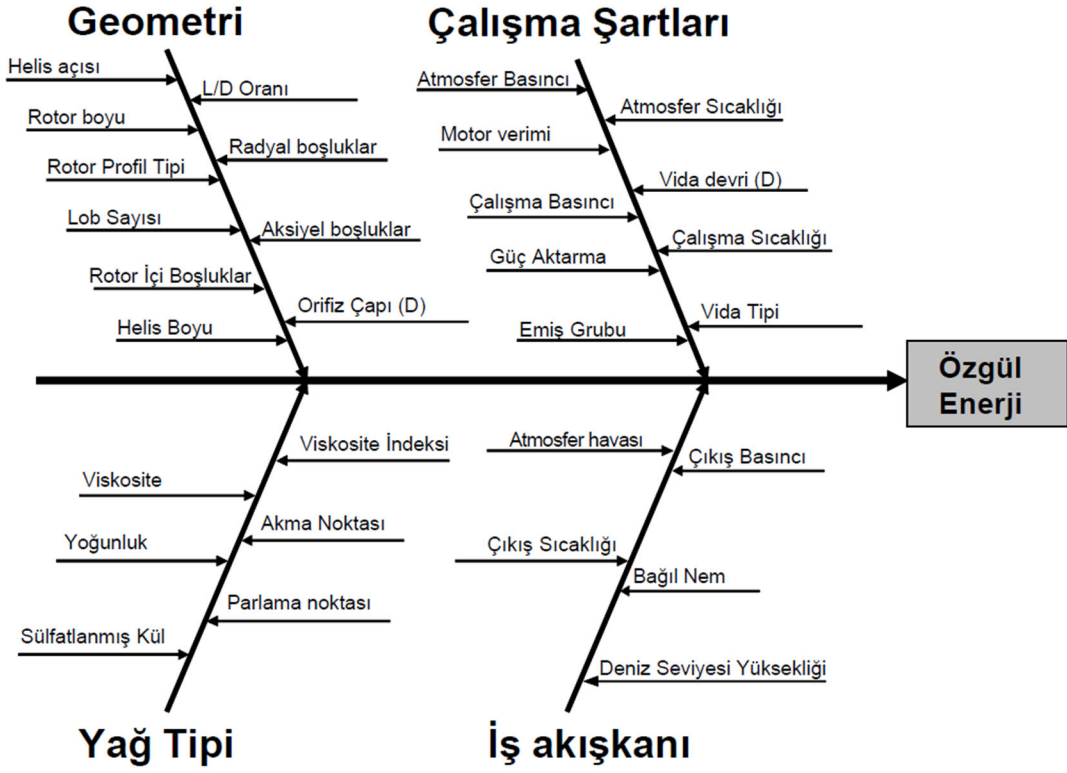 Geometri
Çalışma Şartları
Helis açısı
L/D Oranı
Rotor boyu
Radyal boşluklar
Rotor Profil Tipi
Lob Sayısı
Aksiyel boşluklar
Rotor İçi Boşluklar
Orifiz Çapı (D)
Helis Boyu
Atmosfer Basıncı
Atmosfer Sıcaklığı
Motor verimi
Vida devri (D)
Çalışma Basıncı
Çalışma Sıcaklığı
Güç Aktarma
Vida Tipi
Emiş Grubu
Özgül
Enerji
Viskosite İndeksi
Viskosite
Akma Noktası
Yoğunluk
Parlama noktası
Sülfatlanmış Kül
Atmosfer havası
Çıkış Basıncı
Çıkış Sıcaklığı
Bağıl Nem
Deniz Seviyesi Yüksekliği
Yağ Tipi
İş akışkanı